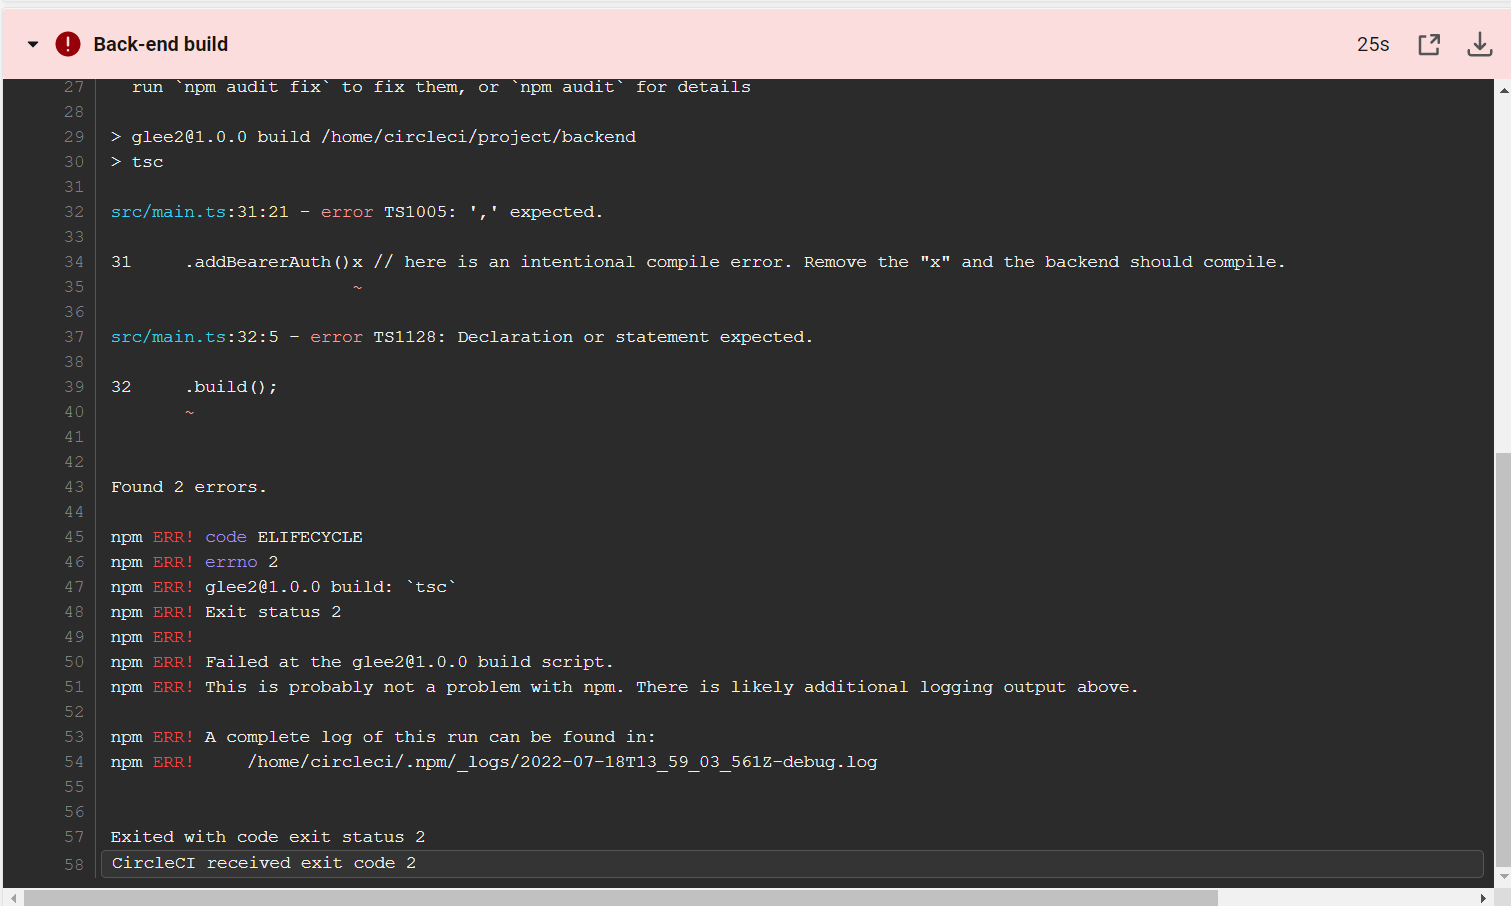 Back-end build 25s
27 run `npm audit fix` to fix them, or `npm audit` for details
28
29 > glee2@1.0.0 build /home/circleci/project/backend
30 > tsc
31
32 src/main.ts:31:21 - error TS1005: ',' expected.
33
34 31 .addBearerAuth()x // here is an intentional compile error. Remove the "x" and the backend should compile.
35 ~
36
37 src/main.ts:32:5 - error TS1128: Declaration or statement expected.
38
39 32 .build();
40 ~
41
42
43 Found 2 errors.
44
45 npm ERR! code ELIFECYCLE
46 npm ERR! errno 2
47 npm ERR! glee2@1.0.0 build: `tsc`
48 npm ERR! Exit status 2
49 npm ERR!
50 npm ERR! Failed at the glee2@1.0.0 build script.
51 npm ERR! This is probably not a problem with npm. There is likely additional logging output above.
52
53 npm ERR! A complete log of this run can be found in:
54 npm ERR! /home/circleci/.npm/_logs/2022-07-18T13_59_03_561Z-debug.log
55
56
57 Exited with code exit status 2
58 CircleCI received exit code 2